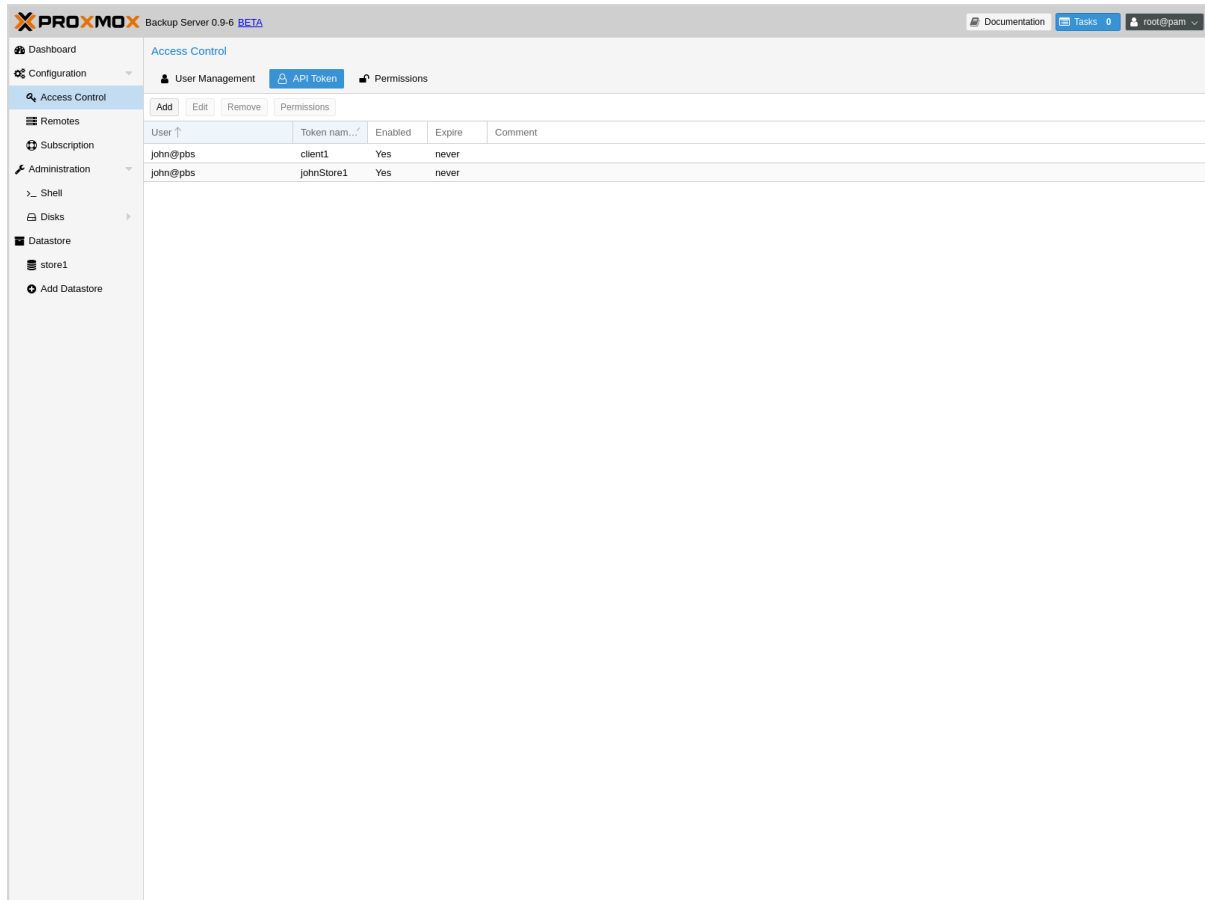 PROXMOX Backup Server 0.9-6 BETA
Documentation Tasks 0 root@pam
Dashboard
Configuration
Access Control
Remotes
Subscription
Administration
Shell
Disks
Datastore
store1
Add Datastore
Access Control
User Management API Token Permissions
Add Edit Remove Permissions
User Token nam… Enabled Expire Comment
john@pbs client1 Yes never
john@pbs johnStore1 Yes never